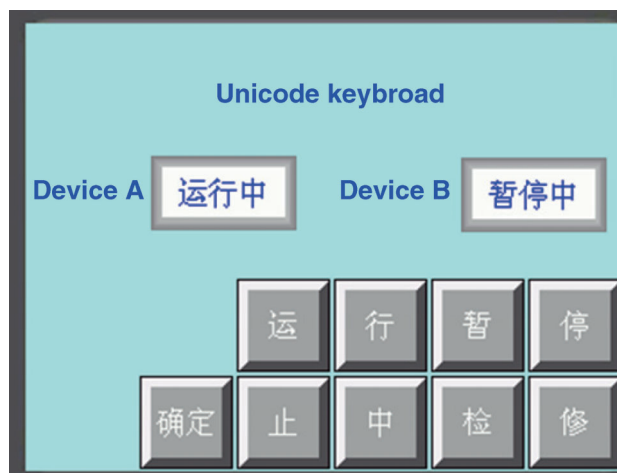 Unicode keybroad
Device A 运行中 Device B 暂停中
运 行 暂 停
确定 止 中 检 修